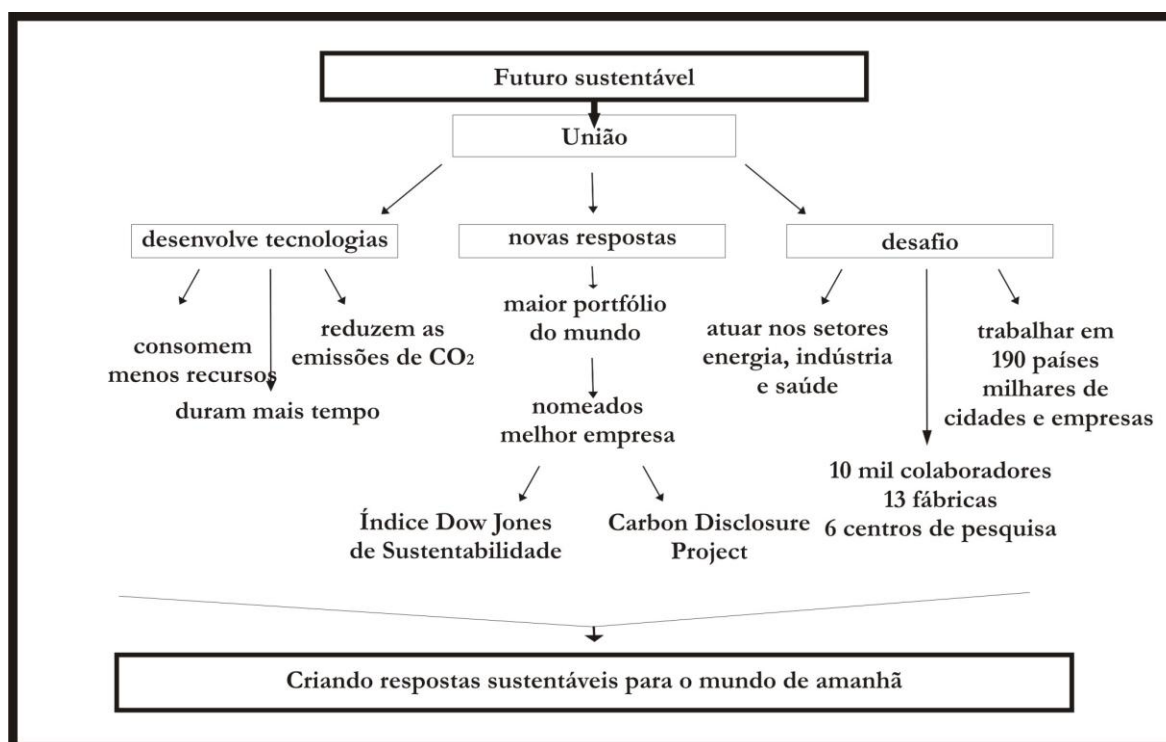 Futuro sustentável
União
desenvolve tecnologias
consomem
menos recursos
duram mais tempo
reduzem as
emissões de CO₂
novas respostas
maior portfólio
do mundo
nomeados
melhor empresa
Índice Dow Jones
de Sustentabilidade
Carbon Disclosure
Project
desafio
atuar nos setores
energia, indústria
e saúde
10 mil colaboradores
13 fábricas
6 centros de pesquisa
trabalhar em
190 países
milhares de
cidades e empresas
Criando respostas sustentáveis para o mundo de amanhã